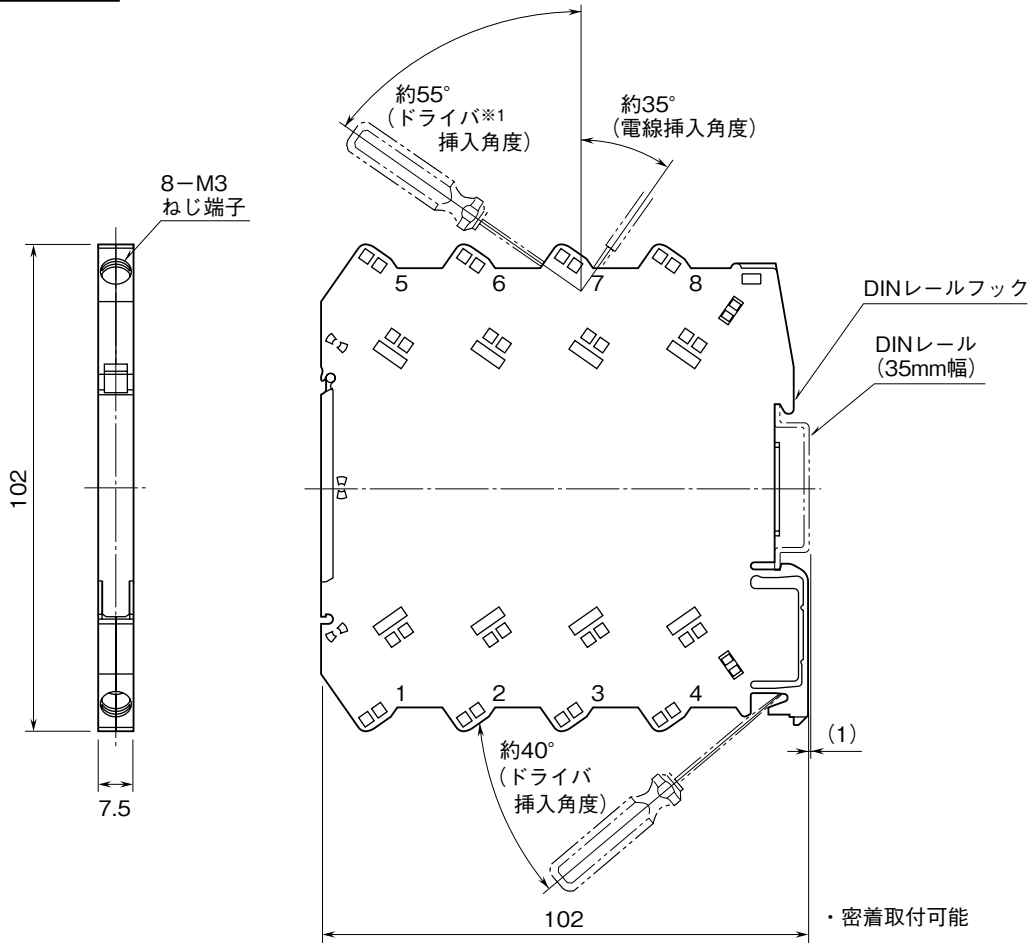 約55°
（ドライバ※1
挿入角度）
約35°
（電線挿入角度）
8－M3
ねじ端子
5
6
7
8
DINレールフック
DINレール
（35mm幅）
102
1
2
3
4
(1)
約40°
（ドライバ
挿入角度）
7.5
102
・密着取付可能